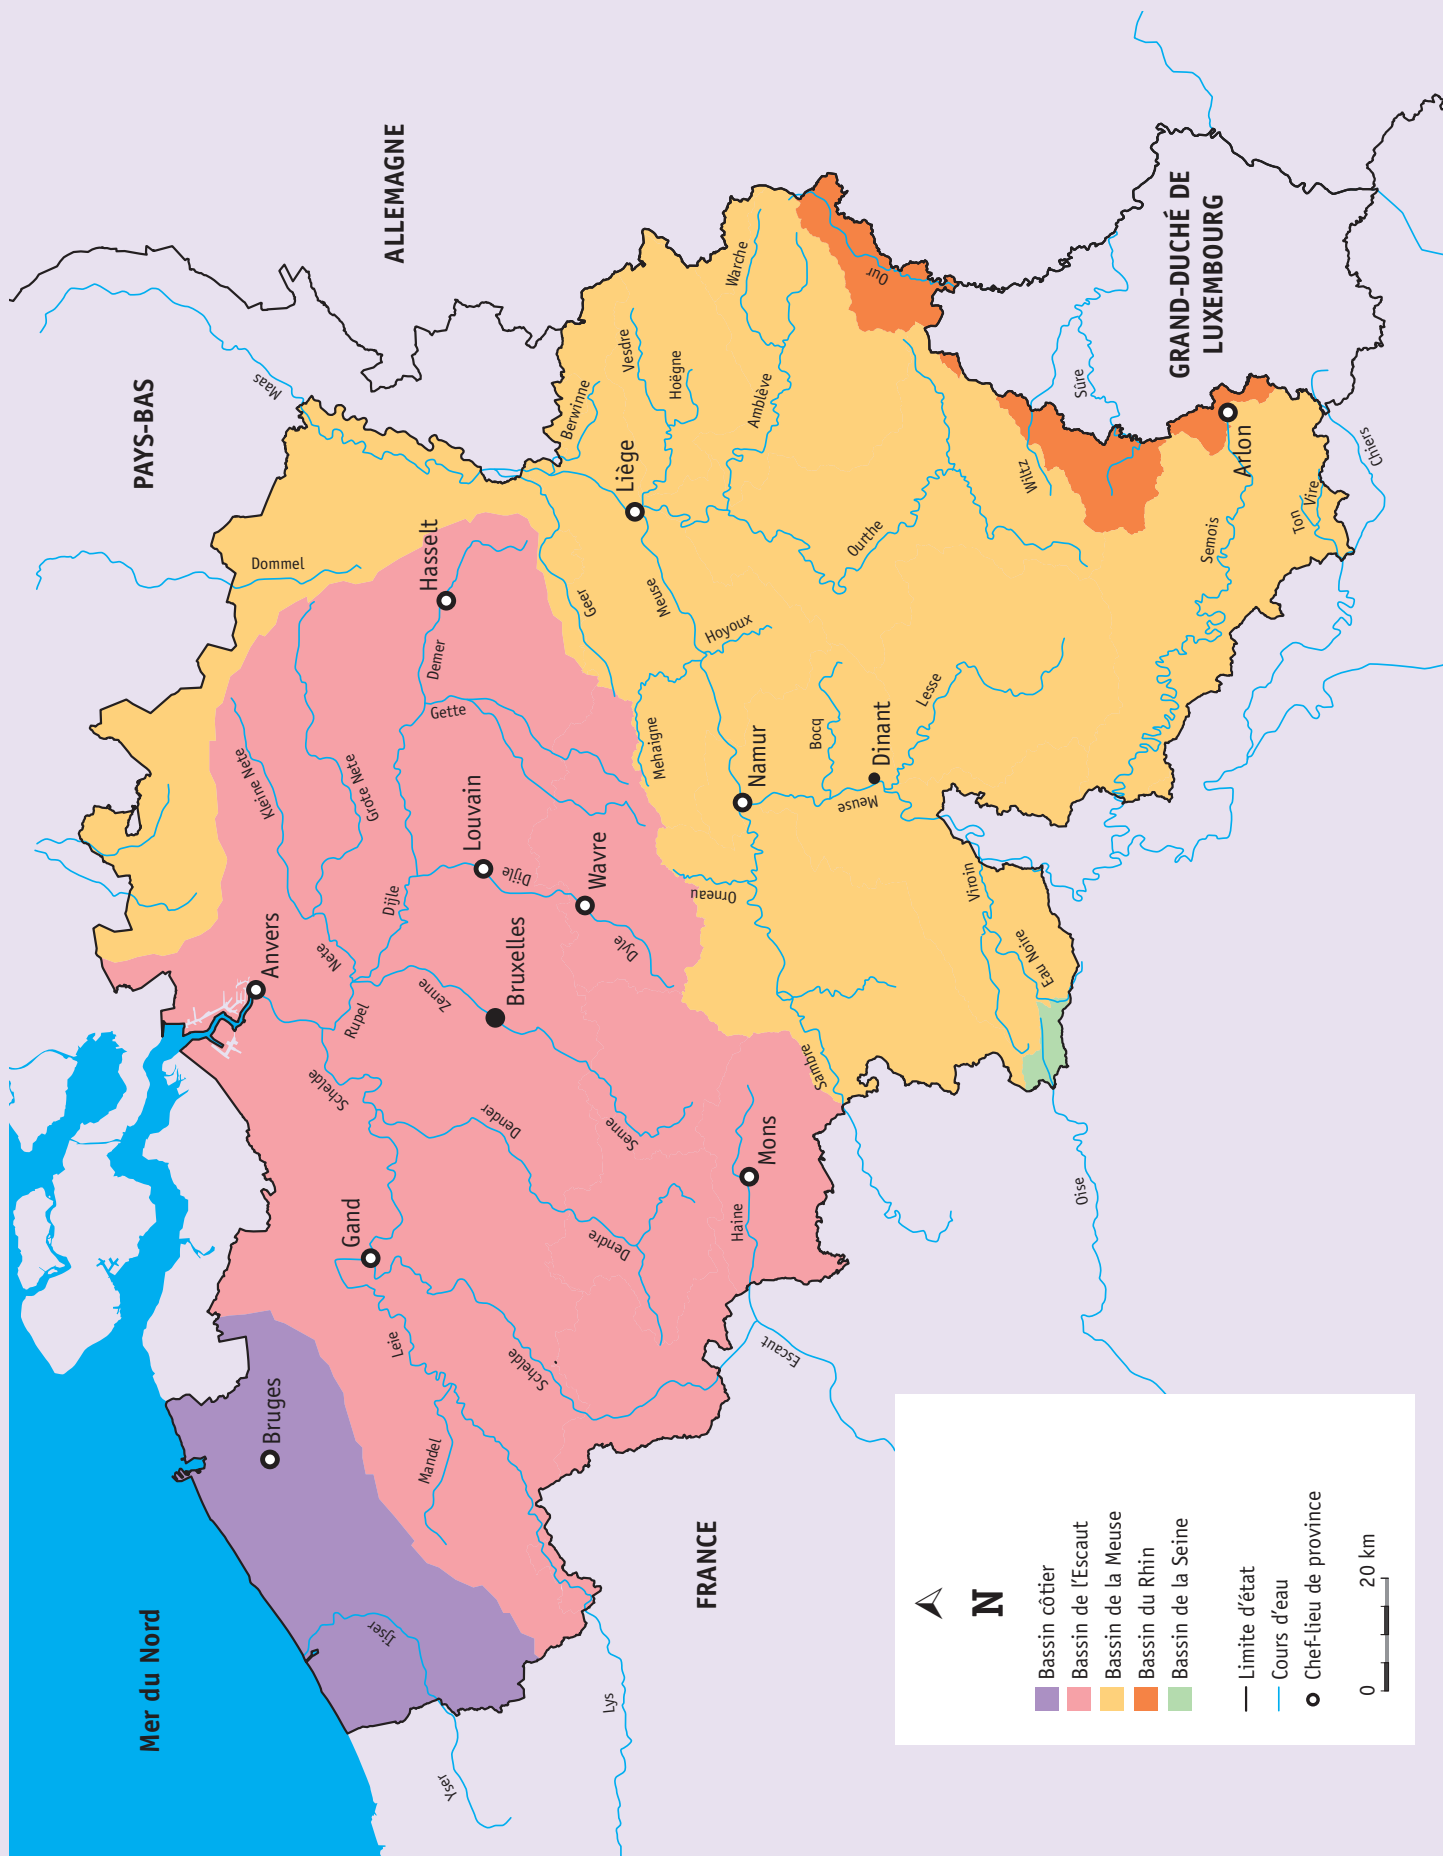 Mer du Nord
PAYS-BAS
ALLEMAGNE
FRANCE
GRAND-DUCHÉ DE
LUXEMBOURG
Bruges
Gand
Anvers
Hasselt
Louvain
Bruxelles
Wavre
Liège
Mons
Namur
Dinant
Arlon
Yser
Ijser
Lys
Leie
Mandel
Schelde
Schelde
Escaut
Haine
Dendre
Dender
Senne
Zenne
Rupel
Nete
Kleine Nete
Grote Nete
Dijle
Dijle
Dyle
Demer
Gette
Dommel
Maas
Geer
Berwinne
Vesdre
Hoëgne
Warche
Amblève
Our
Ourthe
Meuse
Hoyoux
Mehaigne
Orneau
Bocq
Meuse
Lesse
Sambre
Viroin
Eau Noire
Oise
Semois
Wiltz
Sûre
Ton
Vire
Chiers
N
Bassin côtier
Bassin de l'Escaut
Bassin de la Meuse
Bassin du Rhin
Bassin de la Seine
Limite d'état
Cours d'eau
Chef-lieu de province
0
20 km